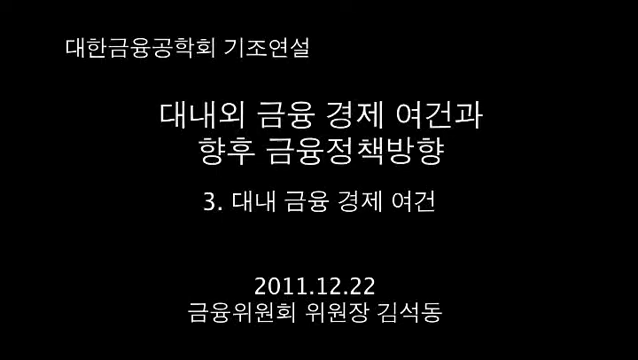 대한금융공학회 기조연설
대내외 금융 경제 여건과
향후 금융정책방향
3. 대내 금융 경제 여건
2011.12.22
금융위원회 위원장 김석동